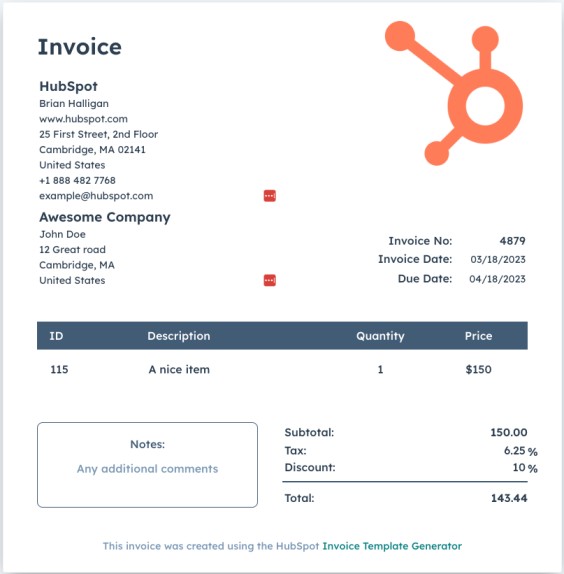 Invoice
HubSpot
Brian Halligan
www.hubspot.com
25 First Street, 2nd Floor
Cambridge, MA 02141
United States
+1 888 482 7768
example@hubspot.com
Awesome Company
John Doe
12 Great road
Cambridge, MA
United States
Invoice No: 4879
Invoice Date: 03/18/2023
Due Date: 04/18/2023
ID Description Quantity Price
115 A nice item 1 $150
Notes:
Any additional comments
Subtotal: 150.00
Tax: 6.25 %
Discount: 10 %
Total: 143.44
This invoice was created using the HubSpot Invoice Template Generator